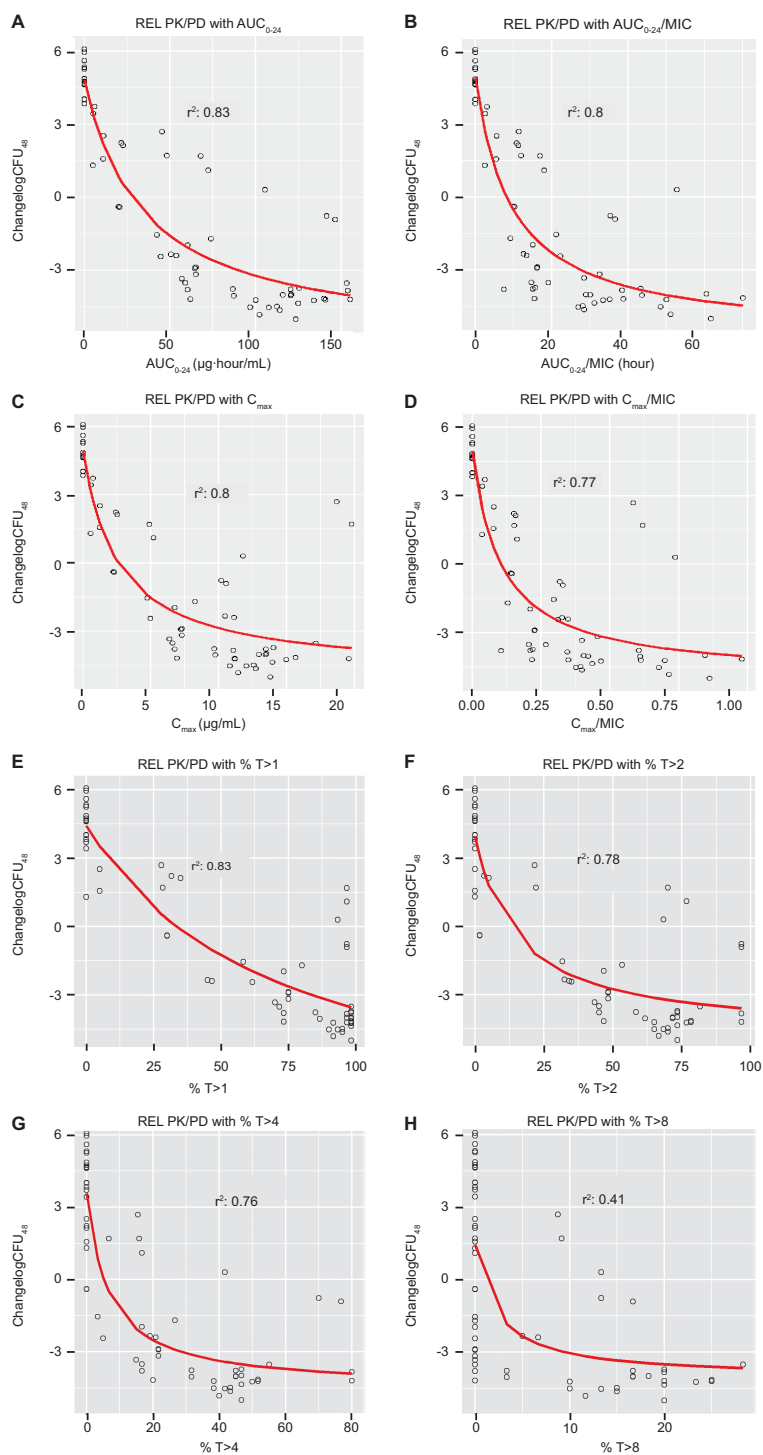 A
REL PK/PD with AUC0-24
r2: 0.83
ChangelogCFU48
6
3
0
-3
0
50
100
150
AUC0-24 (µg·hour/mL)
B
REL PK/PD with AUC0-24/MIC
r2: 0.8
ChangelogCFU48
6
3
0
-3
0
20
40
60
AUC0-24/MIC (hour)
C
REL PK/PD with Cmax
r2: 0.8
ChangelogCFU48
6
3
0
-3
0
5
10
15
20
Cmax (µg/mL)
D
REL PK/PD with Cmax/MIC
r2: 0.77
ChangelogCFU48
6
3
0
-3
0.00
0.25
0.50
0.75
1.00
Cmax/MIC
E
REL PK/PD with % T>1
r2: 0.83
ChangelogCFU48
6
3
0
-3
0
25
50
75
100
% T>1
F
REL PK/PD with % T>2
r2: 0.78
ChangelogCFU48
6
3
0
-3
0
25
50
75
100
% T>2
G
REL PK/PD with % T>4
r2: 0.76
ChangelogCFU48
6
3
0
-3
0
20
40
60
80
% T>4
H
REL PK/PD with % T>8
r2: 0.41
ChangelogCFU48
6
3
0
-3
0
10
20
% T>8